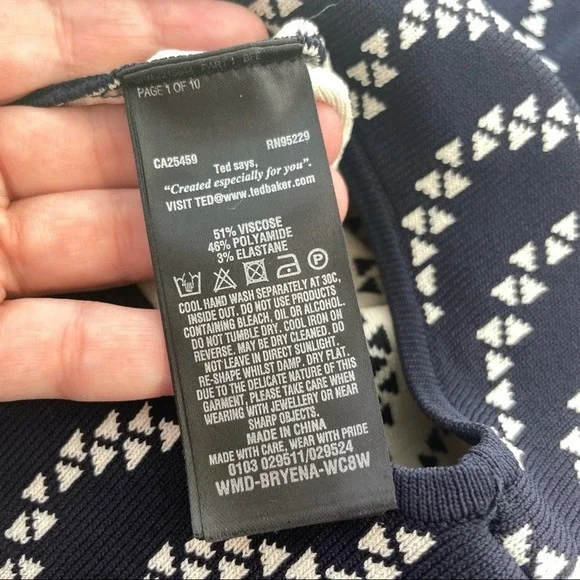 PAGE 1 OF 10
CA25459 RN95229
Ted says,
“Created especially for you”.
VISIT TED@www.tedbaker.com
51% VISCOSE
46% POLYAMIDE
3% ELASTANE
P
COOL HAND WASH SEPARATELY AT 30C,
INSIDE OUT. DO NOT USE PRODUCTS
CONTAINING BLEACH, OIL OR ALCOHOL.
DO NOT TUMBLE DRY. COOL IRON ON
REVERSE. MAY BE DRY CLEANED. DO
NOT LEAVE IN DIRECT SUNLIGHT.
RE-SHAPE WHILST DAMP. DRY FLAT.
DUE TO THE DELICATE NATURE OF THIS
GARMENT, PLEASE TAKE CARE WHEN
WEARING WITH JEWELLERY OR NEAR
SHARP OBJECTS.
MADE IN CHINA
MADE WITH CARE, WEAR WITH PRIDE
0103 029511/029524
WMD-BRYENA-WC8W